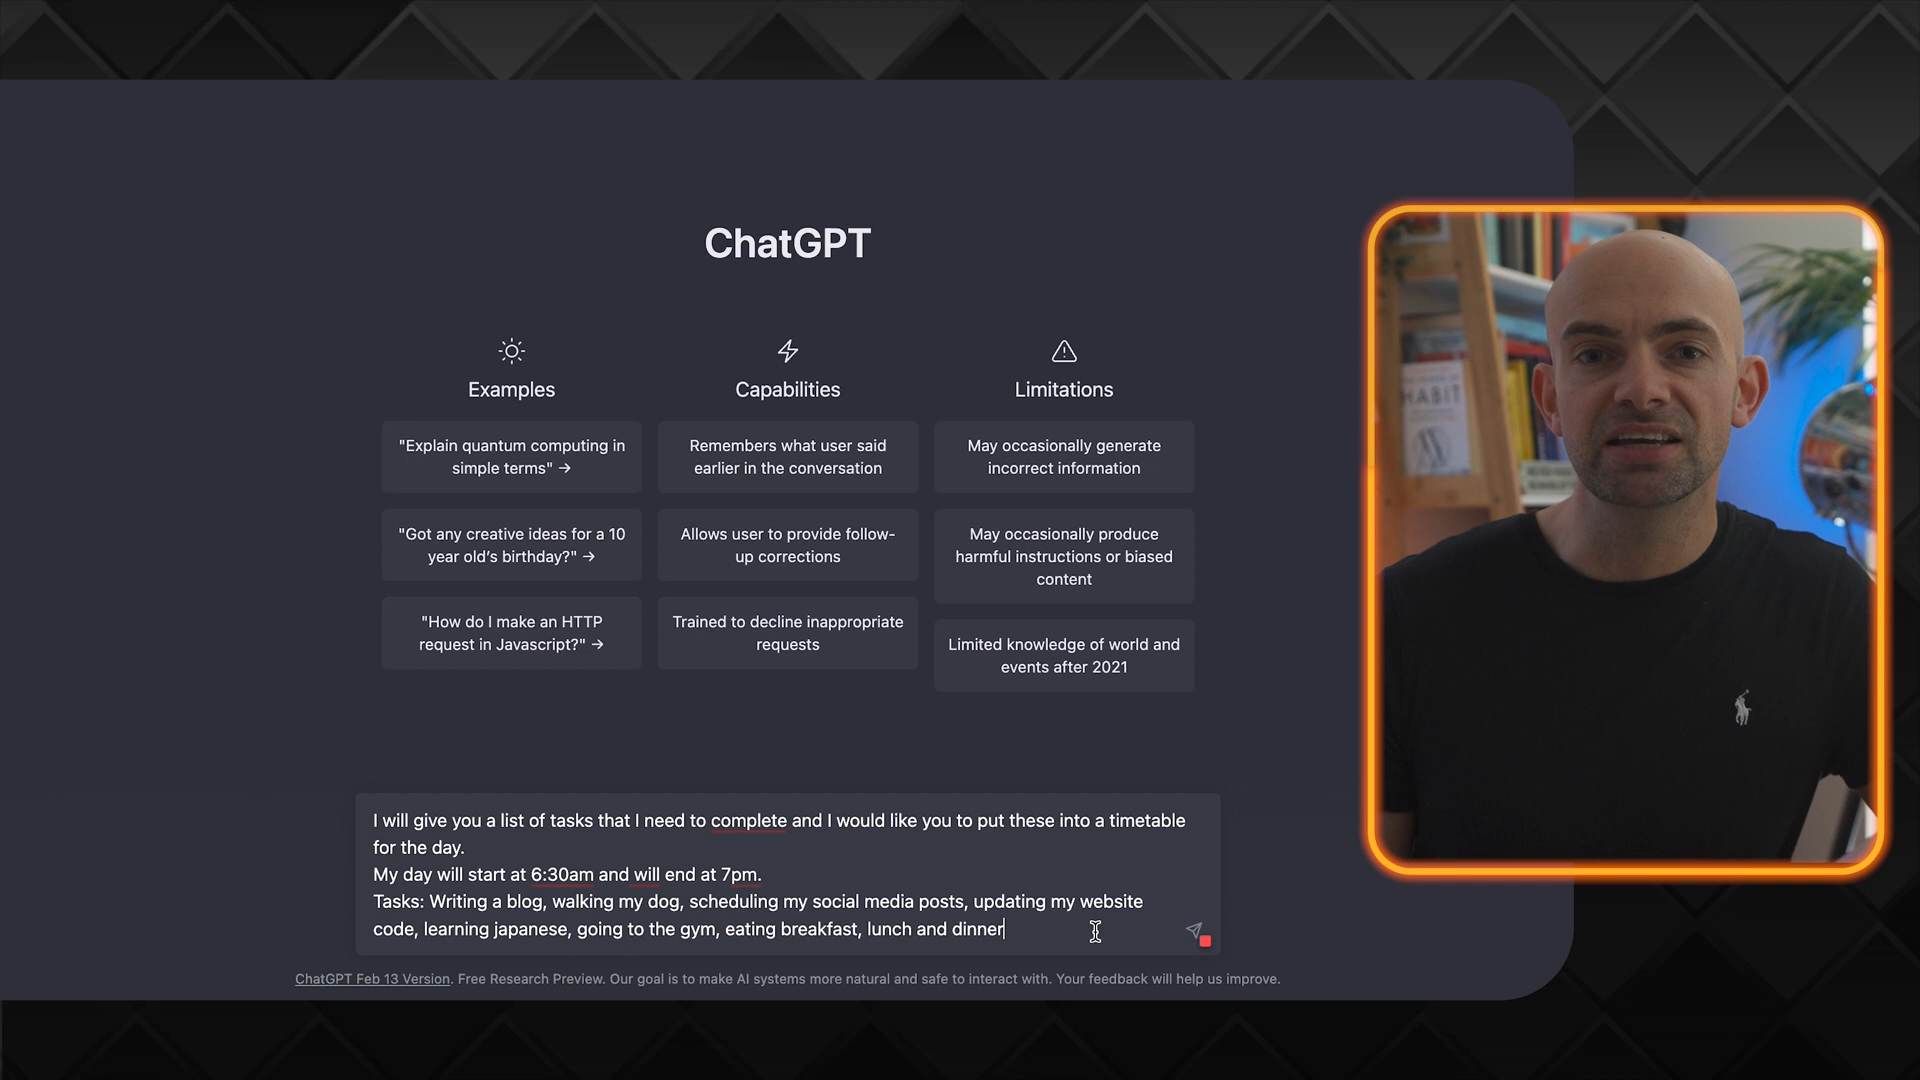 ChatGPT
Examples
"Explain quantum computing in
simple terms" →
"Got any creative ideas for a 10
year old's birthday?" →
"How do I make an HTTP
request in Javascript?" →
Capabilities
Remembers what user said
earlier in the conversation
Allows user to provide follow-
up corrections
Trained to decline inappropriate
requests
Limitations
May occasionally generate
incorrect information
May occasionally produce
harmful instructions or biased
content
Limited knowledge of world and
events after 2021
I will give you a list of tasks that I need to complete and I would like you to put these into a timetable
for the day.
My day will start at 6:30am and will end at 7pm.
Tasks: Writing a blog, walking my dog, scheduling my social media posts, updating my website
code, learning japanese, going to the gym, eating breakfast, lunch and dinner
ChatGPT Feb 13 Version. Free Research Preview. Our goal is to make AI systems more natural and safe to interact with. Your feedback will help us improve.
HABIT